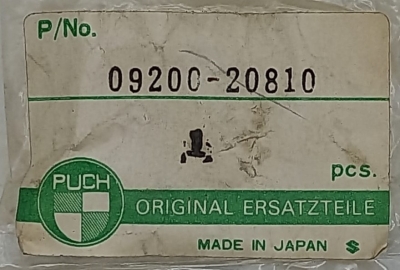 P/No.
09200-20810
1
pcs.
PUCH
ORIGINAL ERSATZTEILE
MADE IN JAPAN